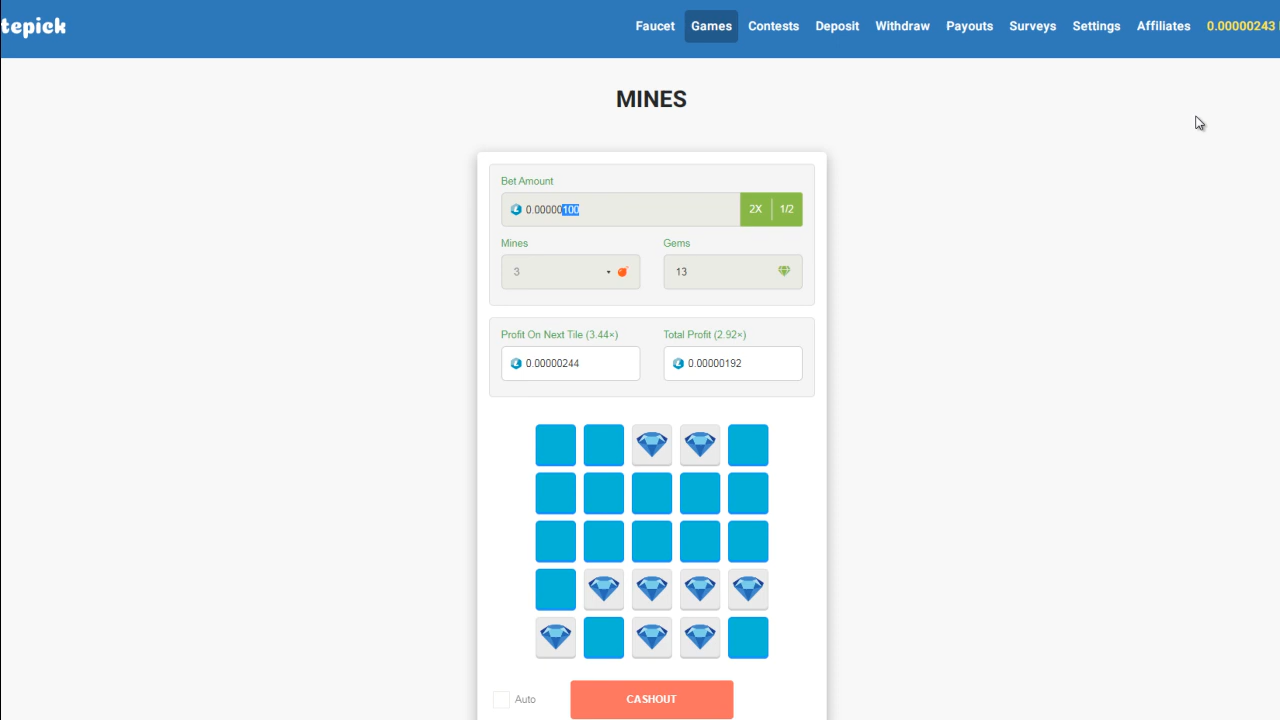 tepick
Faucet Games Contests Deposit Withdraw Payouts Surveys Settings Affiliates 0.00000243
MINES
Bet Amount
0.00000100 2X 1/2
Mines Gems
3 13
Profit On Next Tile (3.44×) Total Profit (2.92×)
0.00000244 0.00000192
Auto CASHOUT